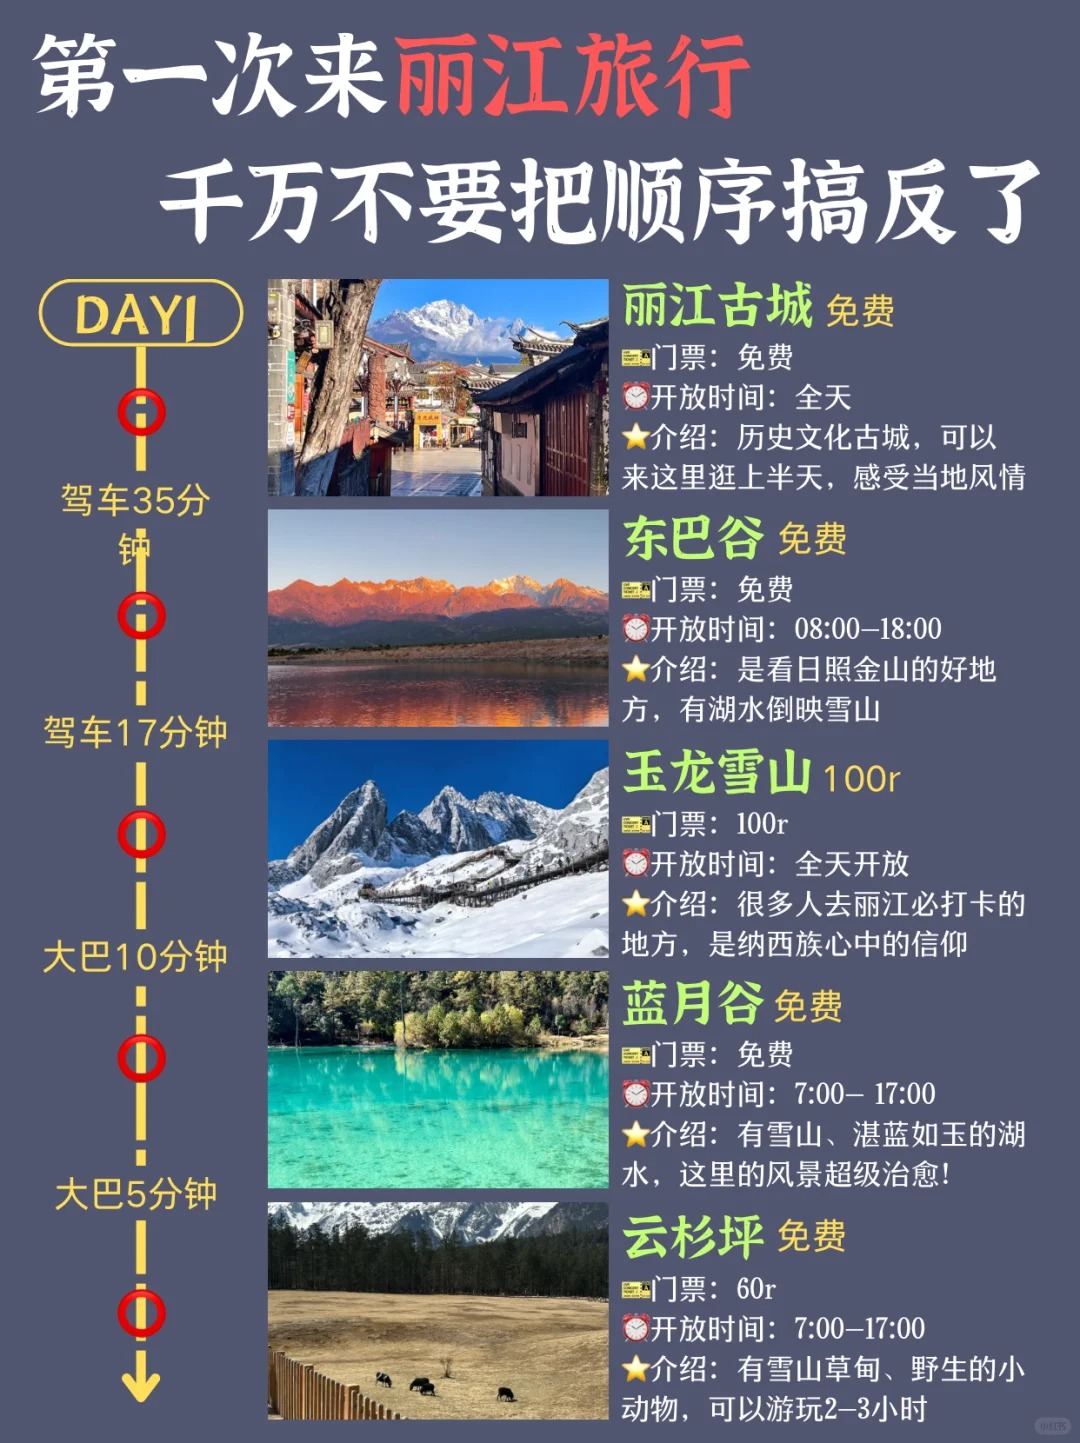 第一次来丽江旅行
千万不要把顺序搞反了
DAY1
驾车35分
钟
驾车17分钟
大巴10分钟
大巴5分钟
丽江古城 免费
门票：免费
开放时间：全天
介绍：历史文化古城，可以
来这里逛上半天，感受当地风情
东巴谷 免费
门票：免费
开放时间：08:00–18:00
介绍：是看日照金山的好地
方，有湖水倒映雪山
玉龙雪山 100r
门票：100r
开放时间：全天开放
介绍：很多人去丽江必打卡的
地方，是纳西族心中的信仰
蓝月谷 免费
门票：免费
开放时间：7:00– 17:00
介绍：有雪山、湛蓝如玉的湖
水，这里的风景超级治愈！
云杉坪 免费
门票：60r
开放时间：7:00–17:00
介绍：有雪山草甸、野生的小
动物，可以游玩2–3小时
小红书